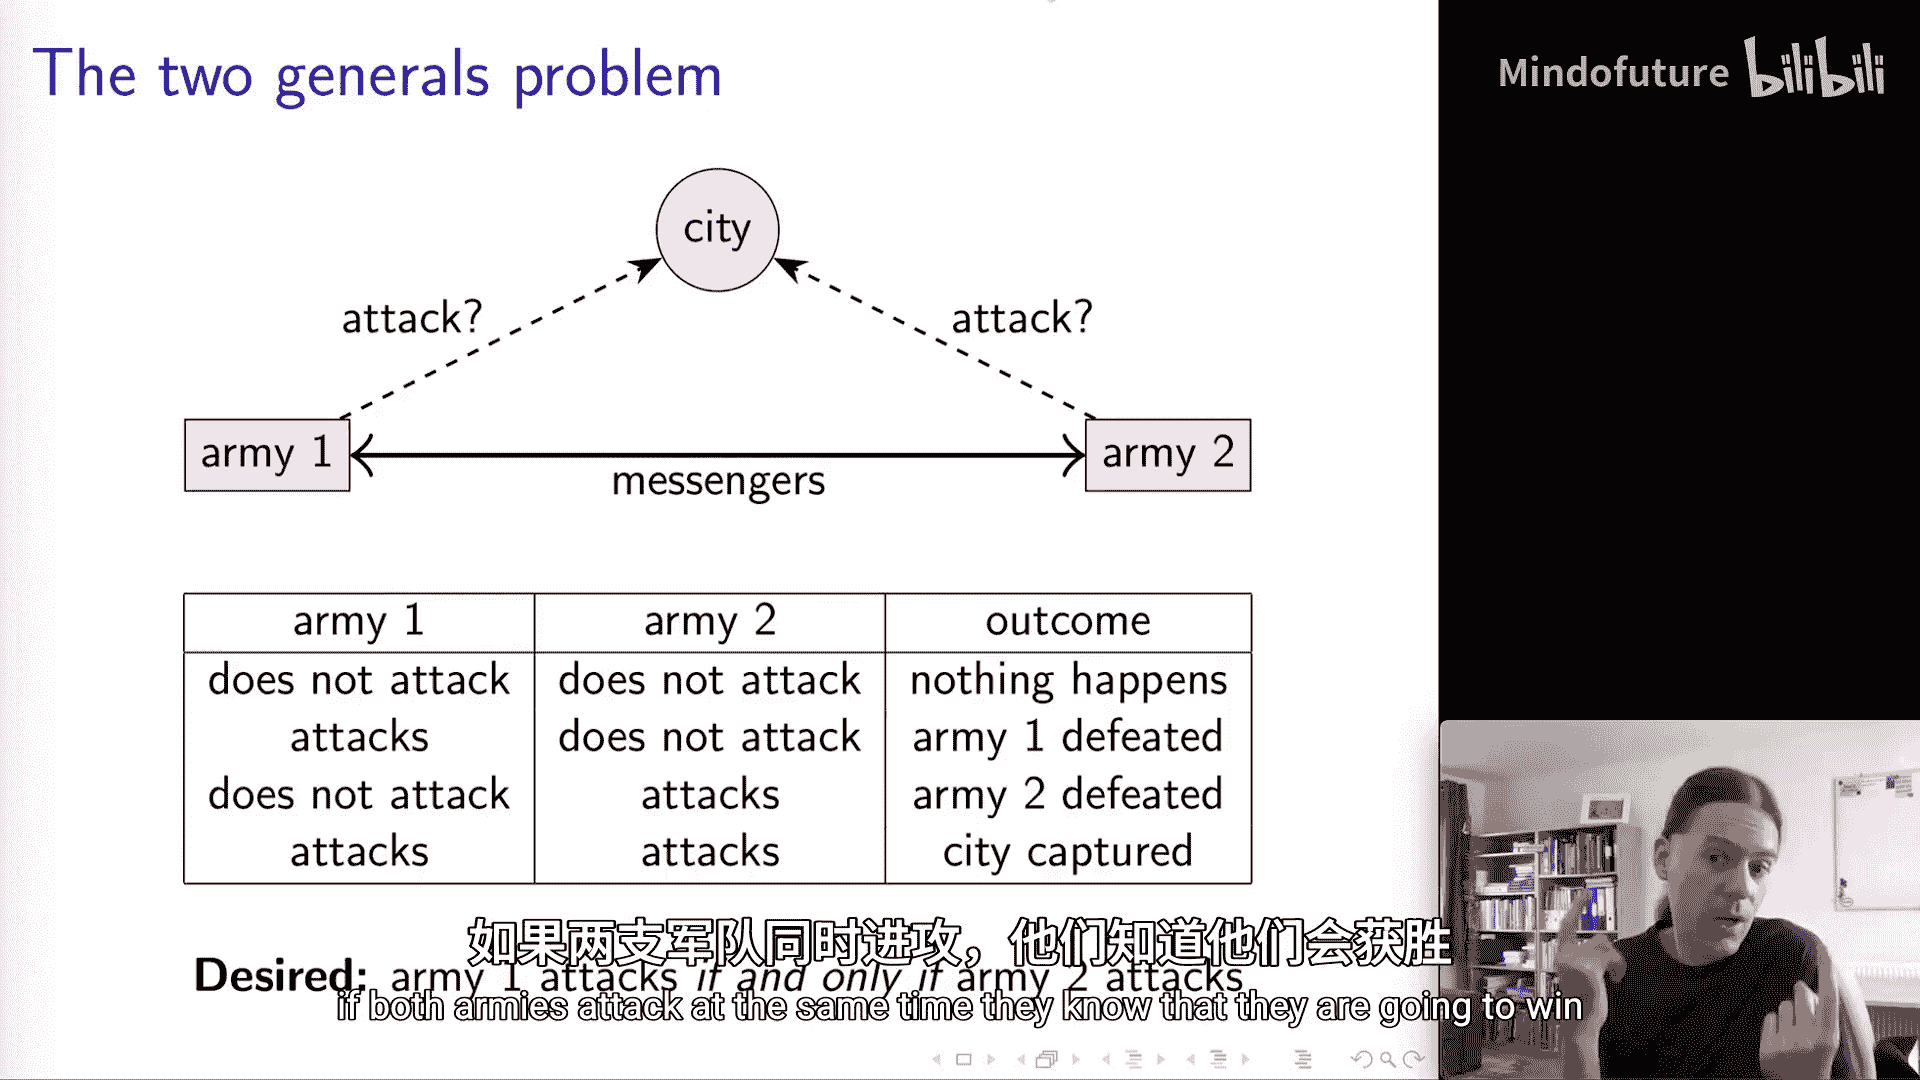 The two generals problem
Mindofuture bilibili
city
attack?
attack?
army 1
army 2
messengers
army 1 army 2 outcome
does not attack does not attack nothing happens
attacks does not attack army 1 defeated
does not attack attacks army 2 defeated
attacks attacks city captured
如果两支军队同时进攻，他们知道他们会获胜
Desired: army 1 attacks if and only if army 2 attacks
if both armies attack at the same time they know that they are going to win